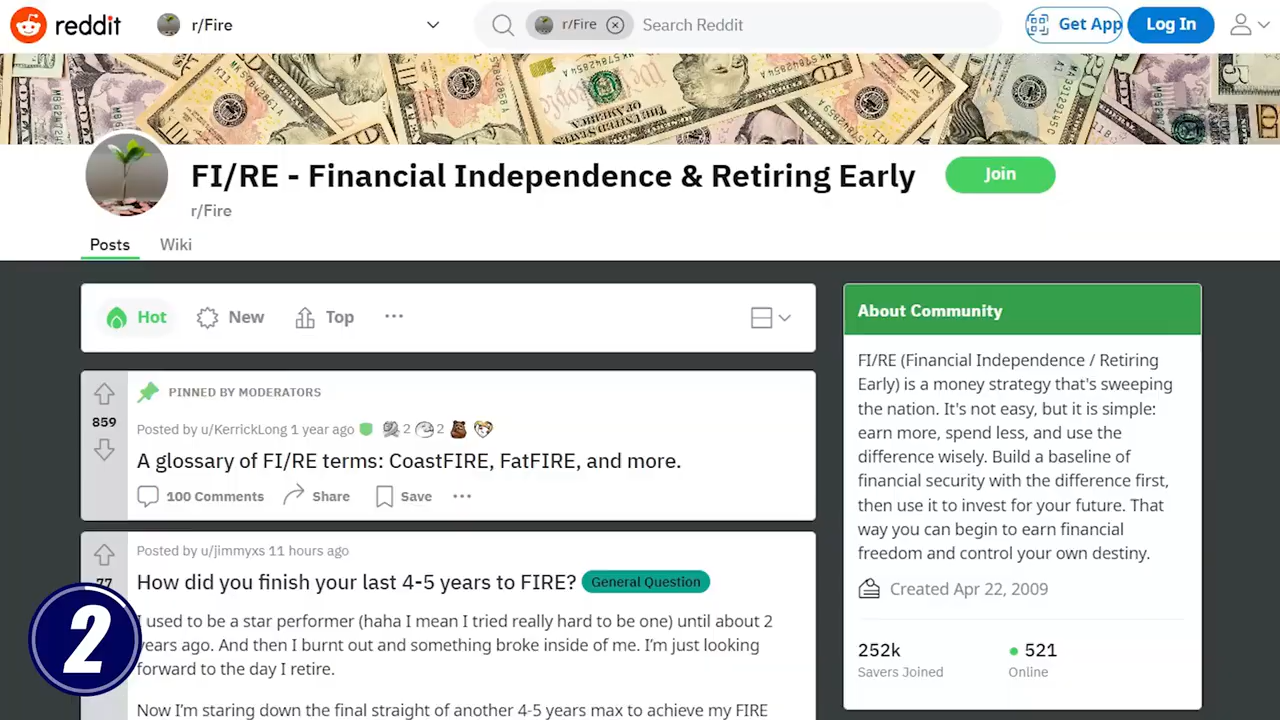 reddit
r/Fire
r/Fire
Search Reddit
Get App
Log In
FI/RE - Financial Independence & Retiring Early
Join
r/Fire
Posts
Wiki
Hot
New
Top
PINNED BY MODERATORS
859
Posted by u/KerrickLong 1 year ago
2
2
A glossary of FI/RE terms: CoastFIRE, FatFIRE, and more.
100 Comments
Share
Save
Posted by u/jimmyxs 11 hours ago
77
How did you finish your last 4-5 years to FIRE?
General Question
I used to be a star performer (haha I mean I tried really hard to be one) until about 2
years ago. And then I burnt out and something broke inside of me. I'm just looking
forward to the day I retire.
Now I'm staring down the final straight of another 4-5 years max to achieve my FIRE
About Community
FI/RE (Financial Independence / Retiring
Early) is a money strategy that's sweeping
the nation. It's not easy, but it is simple:
earn more, spend less, and use the
difference wisely. Build a baseline of
financial security with the difference first,
then use it to invest for your future. That
way you can begin to earn financial
freedom and control your own destiny.
Created Apr 22, 2009
252k
Savers Joined
521
Online
2